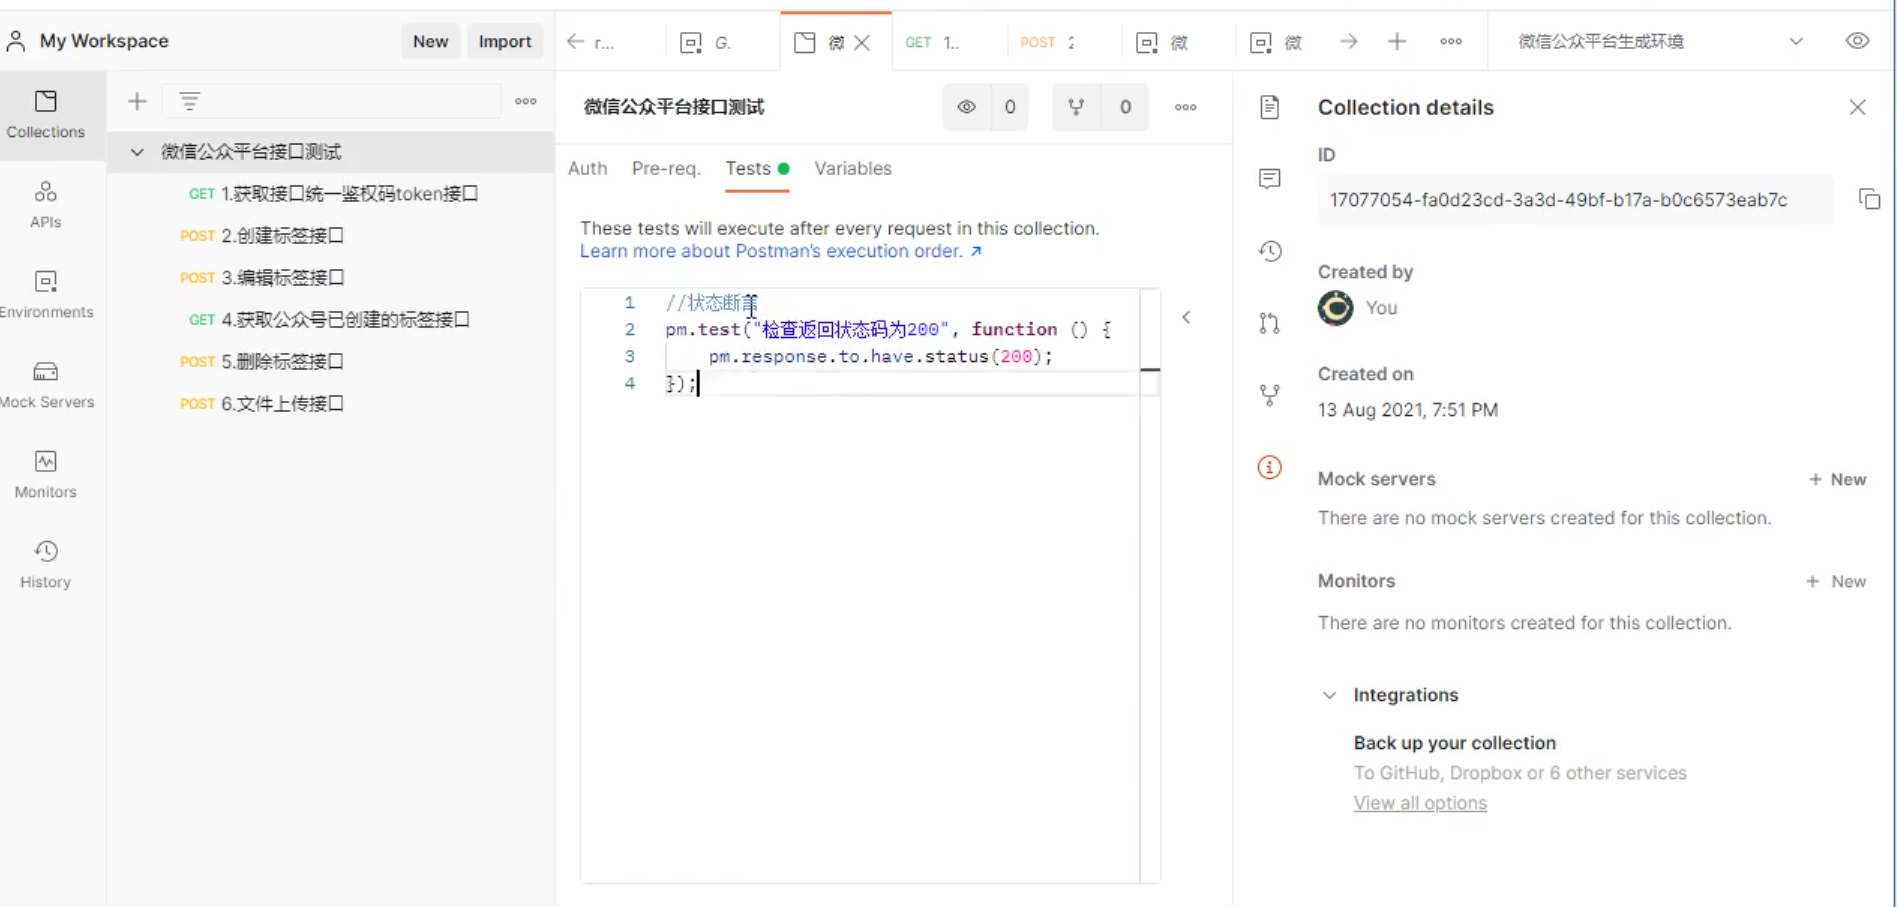 My Workspace
New
Import
r...
G.
微
GET 1..
POST
微
微
微信公众平台生成环境
Collections
APIs
Environments
Mock Servers
Monitors
History
微信公众平台接口测试
GET 1.获取接口统一鉴权码token接口
POST 2.创建标签接口
POST 3.编辑标签接口
GET 4.获取公众号已创建的标签接口
POST 5.删除标签接口
POST 6.文件上传接口
微信公众平台接口测试
0
0
Auth
Pre-req.
Tests
Variables
These tests will execute after every request in this collection.
Learn more about Postman's execution order. ↗
1 //状态断言
2 pm.test("检查返回状态码为200", function () {
3 pm.response.to.have.status(200);
4 });
Collection details
ID
17077054-fa0d23cd-3a3d-49bf-b17a-b0c6573eab7c
Created by
You
Created on
13 Aug 2021, 7:51 PM
Mock servers
+ New
There are no mock servers created for this collection.
Monitors
+ New
There are no monitors created for this collection.
Integrations
Back up your collection
To GitHub, Dropbox or 6 other services
View all options